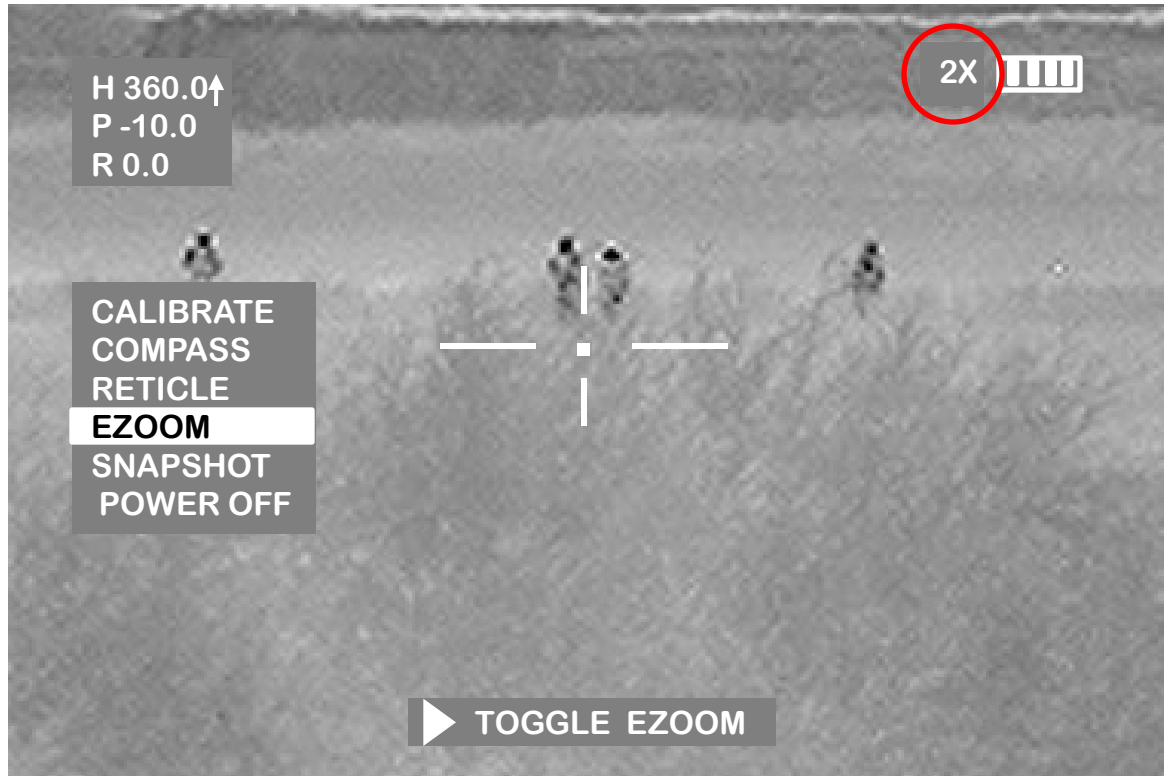 H 360.0
P -10.0
R 0.0
2X
CALIBRATE
COMPASS
RETICLE
EZOOM
SNAPSHOT
POWER OFF
TOGGLE EZOOM